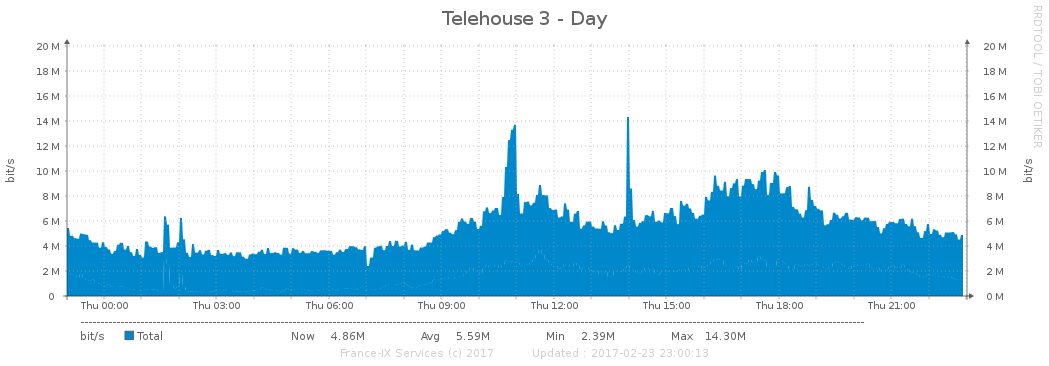 Telehouse 3 - Day
RRDTOOL / TOBI OETIKER
bit/s
20 M 20 M
18 M 18 M
16 M 16 M
14 M 14 M
12 M 12 M
10 M 10 M
8 M 8 M
6 M 6 M
4 M 4 M
2 M 2 M
0 0 M
bit/s
Thu 00:00 Thu 03:00 Thu 06:00 Thu 09:00 Thu 12:00 Thu 15:00 Thu 18:00 Thu 21:00
bit/s Total Now 4.86M Avg 5.59M Min 2.39M Max 14.30M
France-IX Services (c) 2017 Updated : 2017-02-23 23:00:13